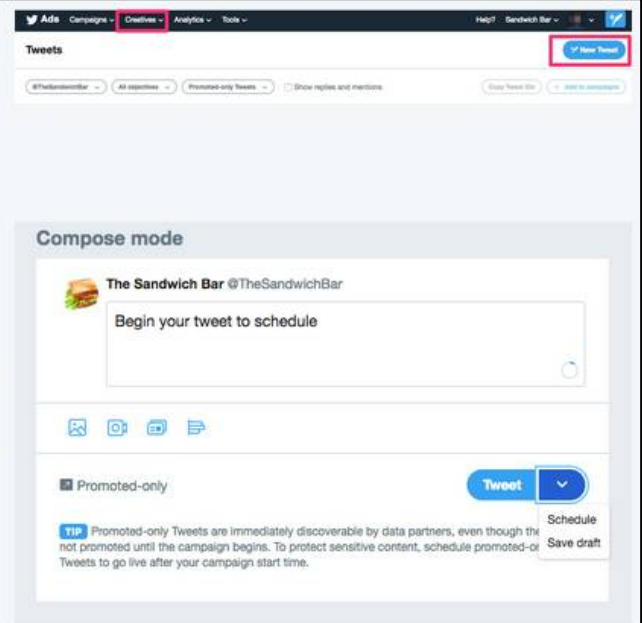 Ads Campaigns Creatives Analytics Tools Help? Sandwich Bar
Tweets New Tweet
@TheSandwichBar All objectives Promoted-only Tweets Show replies and mentions Copy Tweet IDs + Add to campaigns
Compose mode
The Sandwich Bar @TheSandwichBar
Begin your tweet to schedule
Promoted-only Tweet
Schedule
Save draft
TIP Promoted-only Tweets are immediately discoverable by data partners, even though the
not promoted until the campaign begins. To protect sensitive content, schedule promoted-or
Tweets to go live after your campaign start time.